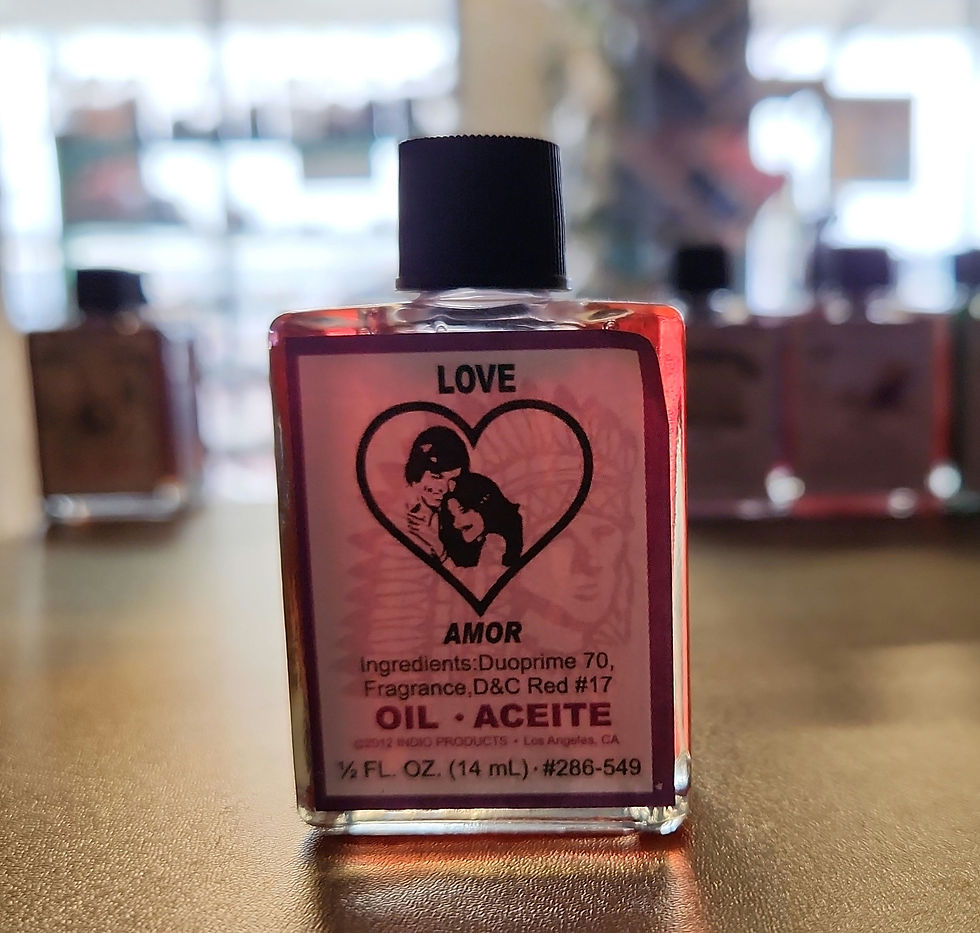 LOVE
AMOR
Ingredients:Duoprime 70,
Fragrance,D&C Red #17
OIL • ACEITE
©2012 INDIO PRODUCTS • Los Angeles, CA
½ FL. OZ. (14 mL) · #286-549